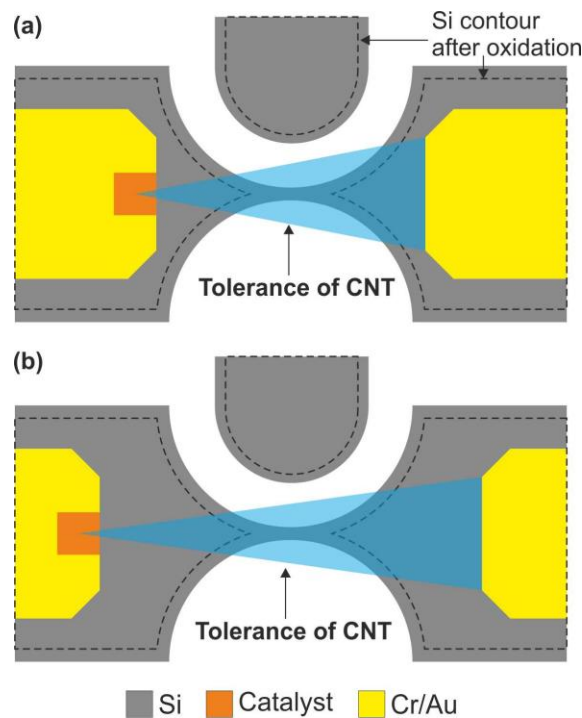 (a)
Si contour
after oxidation
Tolerance of CNT
(b)
Tolerance of CNT
Si Catalyst Cr/Au